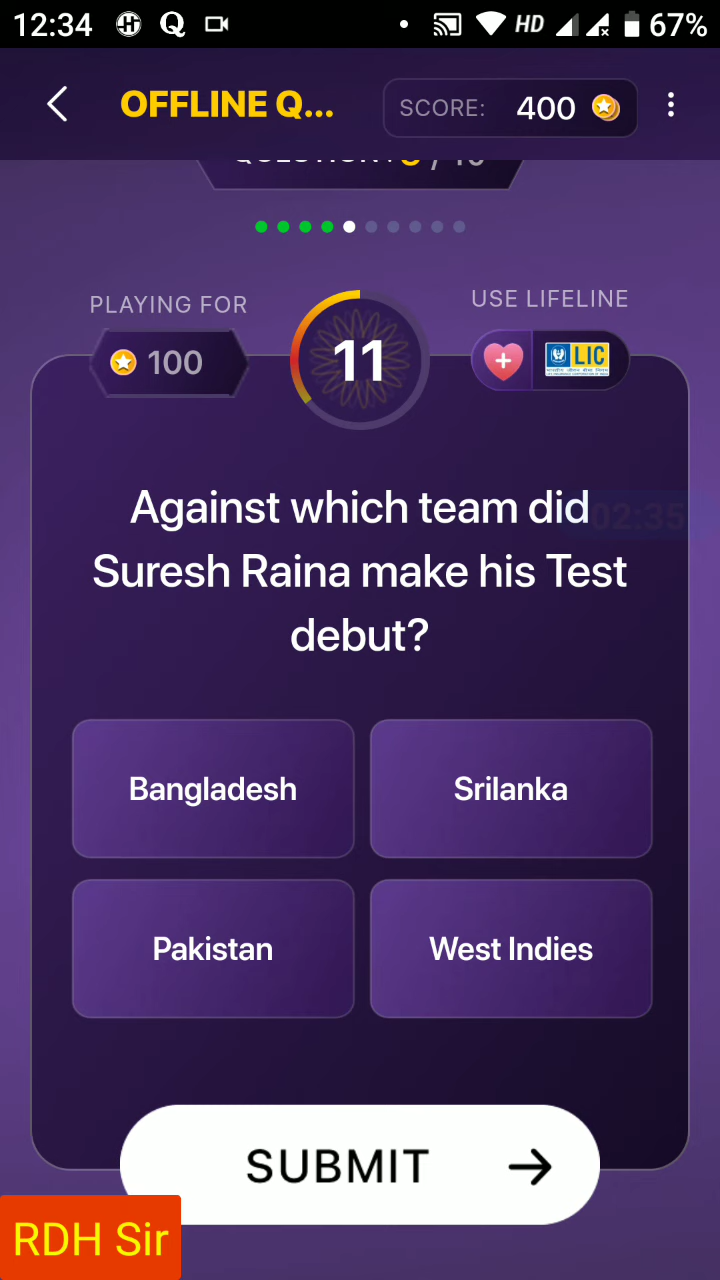 12:34 HD 67%
OFFLINE Q... SCORE: 400
PLAYING FOR
100
11
USE LIFELINE
LIC
Against which team did
02:35
Suresh Raina make his Test
debut?
Bangladesh
Srilanka
Pakistan
West Indies
SUBMIT
RDH Sir